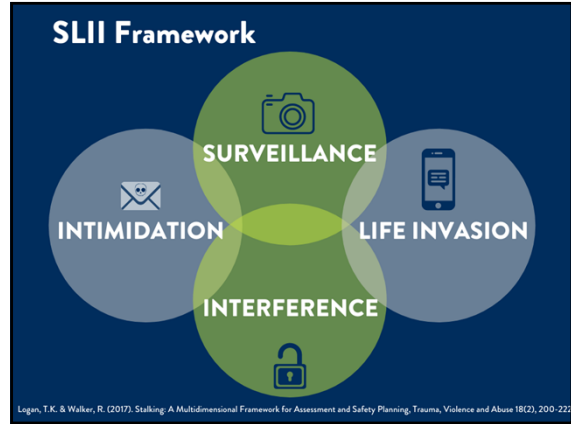 SLII Framework
SURVEILLANCE
INTIMIDATION
LIFE INVASION
INTERFERENCE
Logan, T.K. & Walker, R. (2017). Stalking: A Multidimensional Framework for Assessment and Safety Planning, Trauma, Violence and Abuse 18(2), 200-222